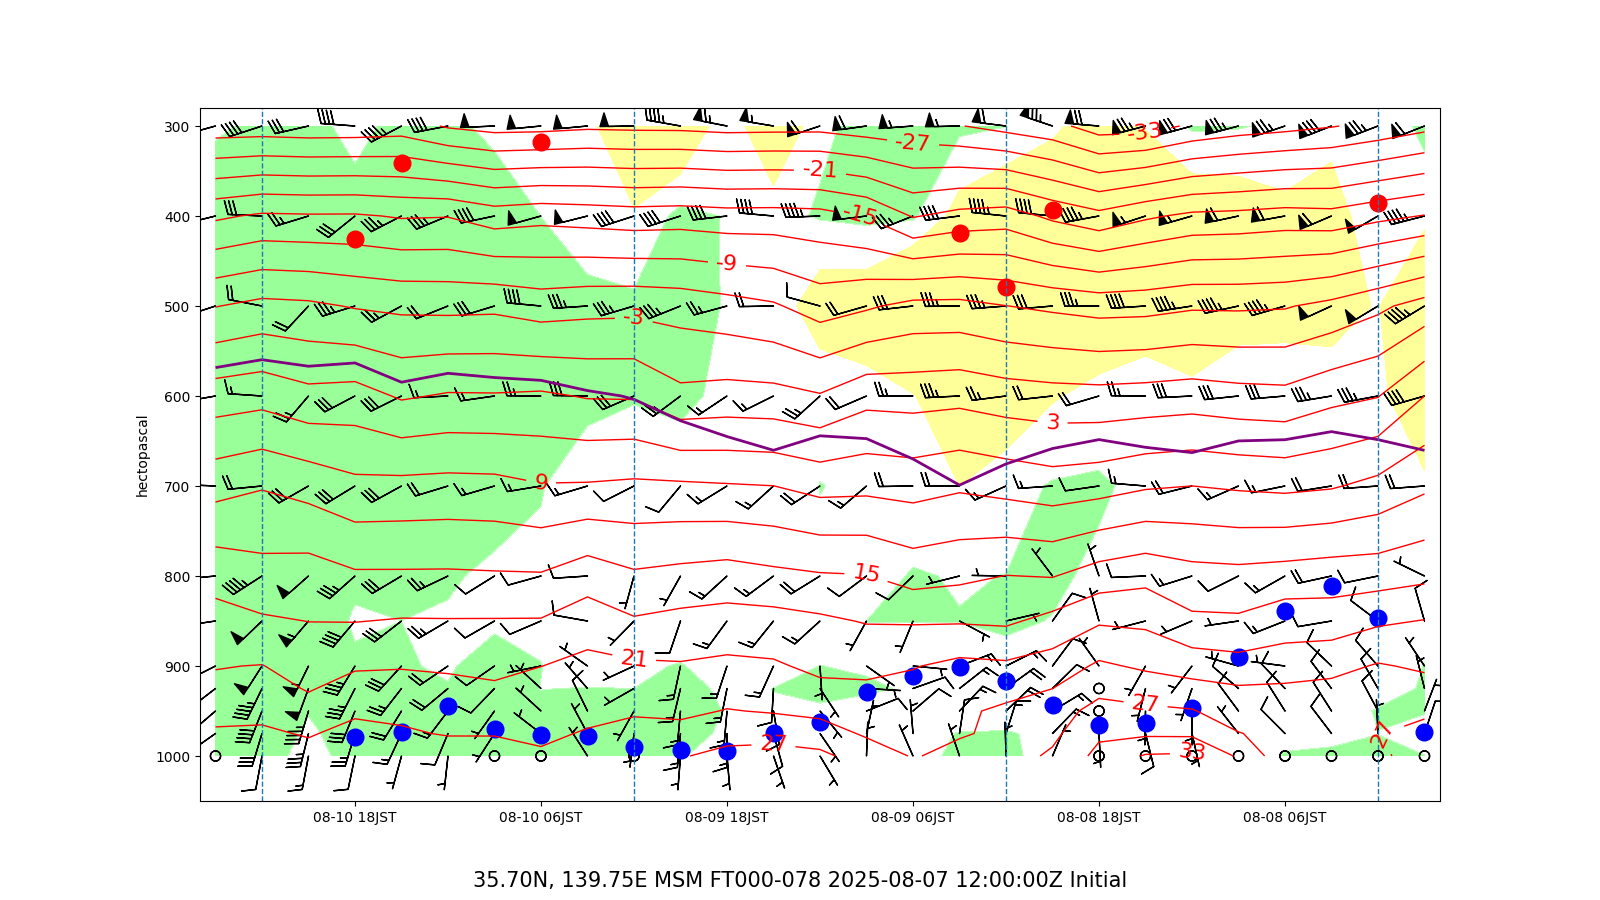 300
400
500
600
700
800
900
1000
hectopascal
-33
-27
-21
-15
-9
-3
3
9
15
21
27
27
33
27
08-10 18JST
08-10 06JST
08-09 18JST
08-09 06JST
08-08 18JST
08-08 06JST
35.70N, 139.75E MSM FT000-078 2025-08-07 12:00:00Z Initial